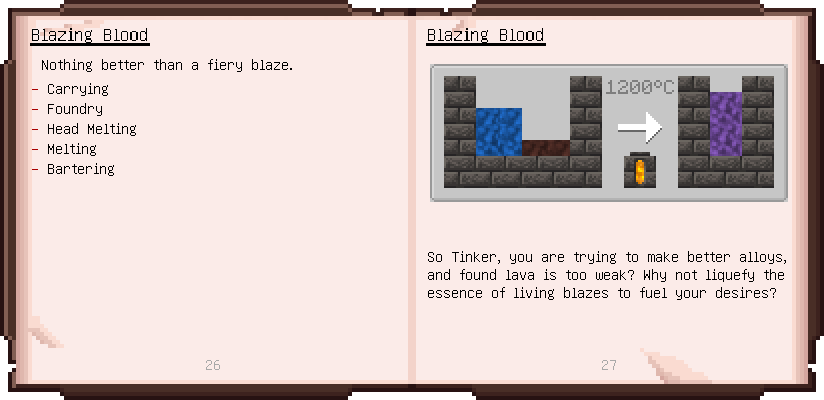 Blazing Blood
Nothing better than a fiery blaze.
- Carrying
- Foundry
- Head Melting
- Melting
- Bartering
26
Blazing Blood
1200°C
So Tinker, you are trying to make better alloys,
and found lava is too weak? Why not liquefy the
essence of living blazes to fuel your desires?
27